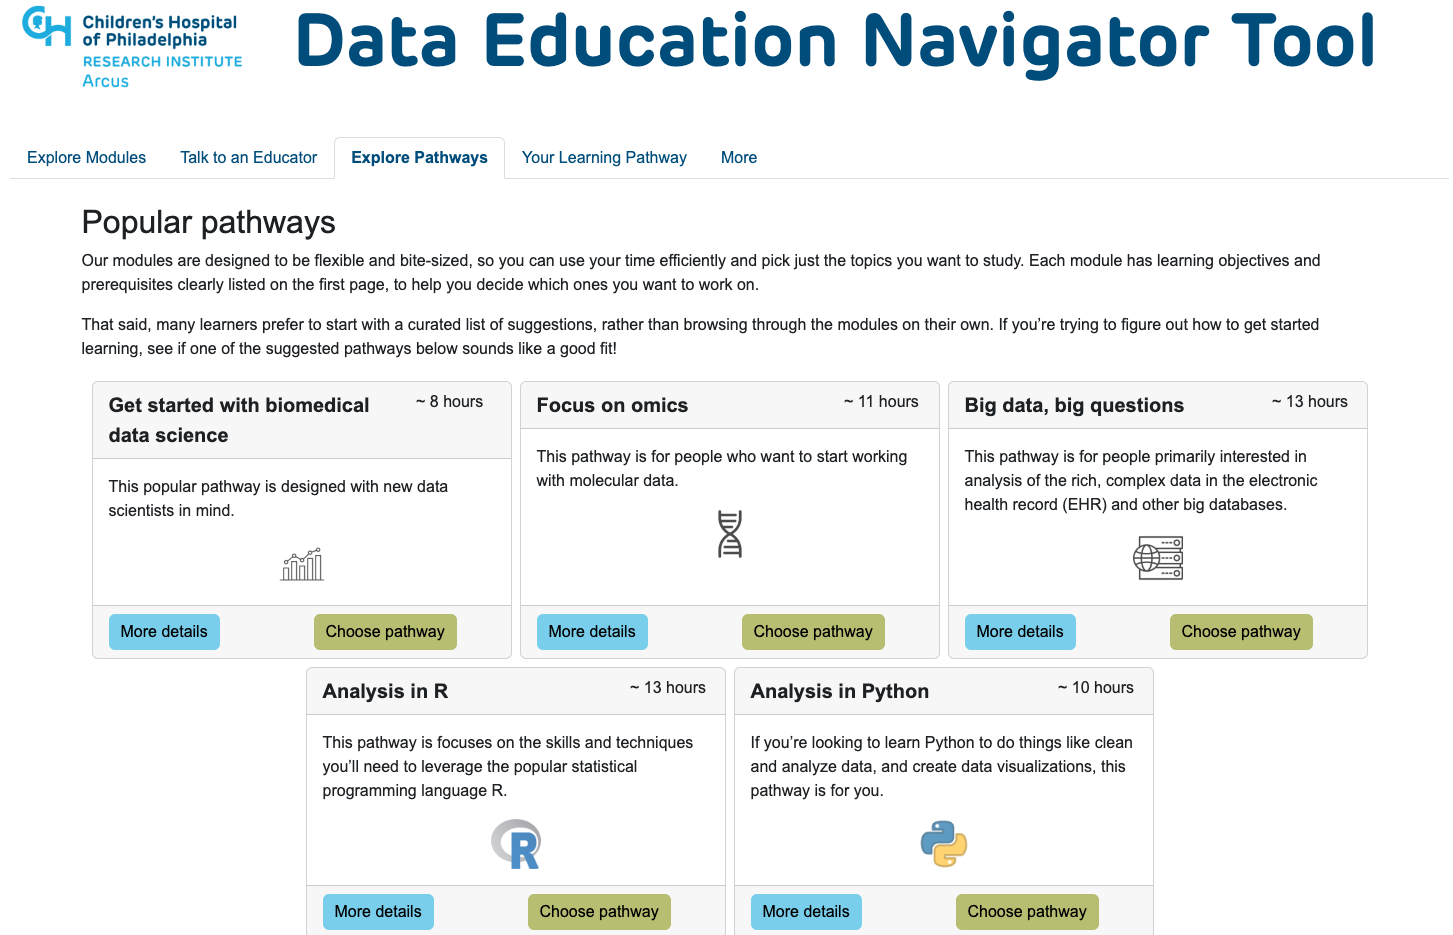 Children's Hospital
of Philadelphia
RESEARCH INSTITUTE
Arcus
Data Education Navigator Tool
Explore Modules
Talk to an Educator
Explore Pathways
Your Learning Pathway
More
Popular pathways
Our modules are designed to be flexible and bite-sized, so you can use your time efficiently and pick just the topics you want to study. Each module has learning objectives and
prerequisites clearly listed on the first page, to help you decide which ones you want to work on.
That said, many learners prefer to start with a curated list of suggestions, rather than browsing through the modules on their own. If you’re trying to figure out how to get started
learning, see if one of the suggested pathways below sounds like a good fit!
Get started with biomedical
data science
~ 8 hours
This popular pathway is designed with new data
scientists in mind.
More details
Choose pathway
Focus on omics
~ 11 hours
This pathway is for people who want to start working
with molecular data.
More details
Choose pathway
Big data, big questions
~ 13 hours
This pathway is for people primarily interested in
analysis of the rich, complex data in the electronic
health record (EHR) and other big databases.
More details
Choose pathway
Analysis in R
~ 13 hours
This pathway is focuses on the skills and techniques
you’ll need to leverage the popular statistical
programming language R.
R
More details
Choose pathway
Analysis in Python
~ 10 hours
If you’re looking to learn Python to do things like clean
and analyze data, and create data visualizations, this
pathway is for you.
More details
Choose pathway